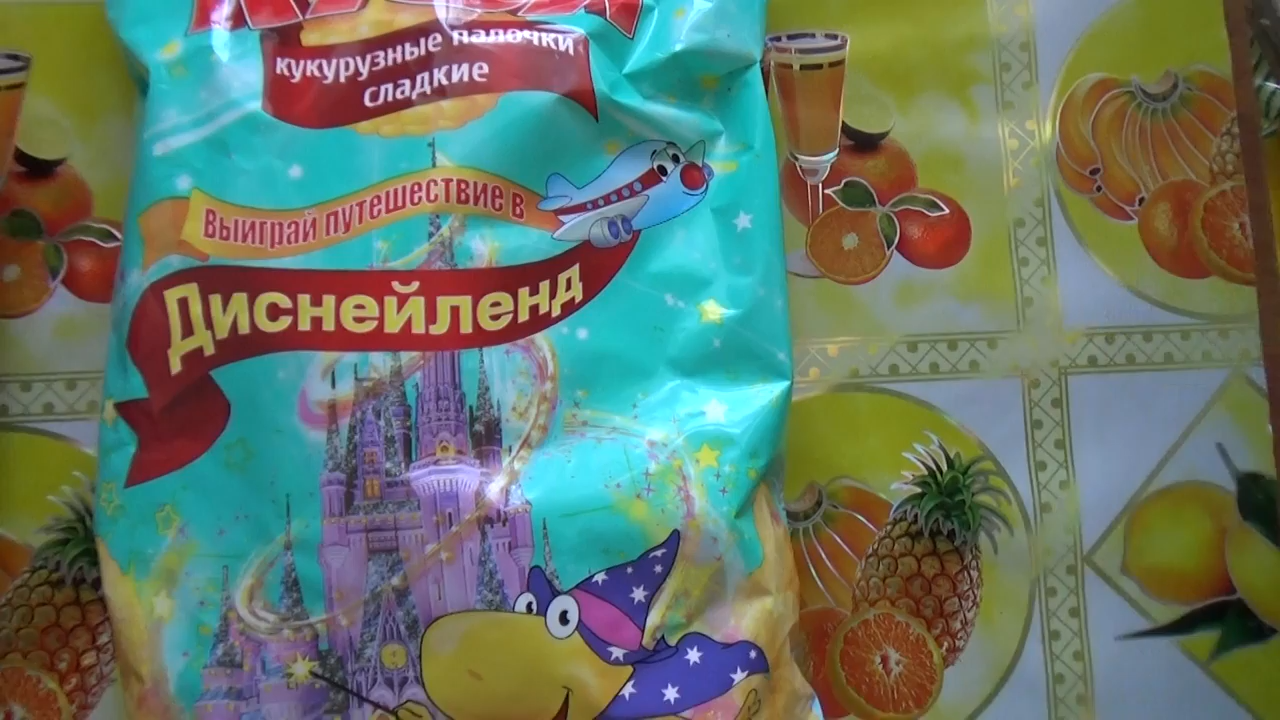 кукурузные палочки
сладкие
Выиграй путешествие в
Диснейленд